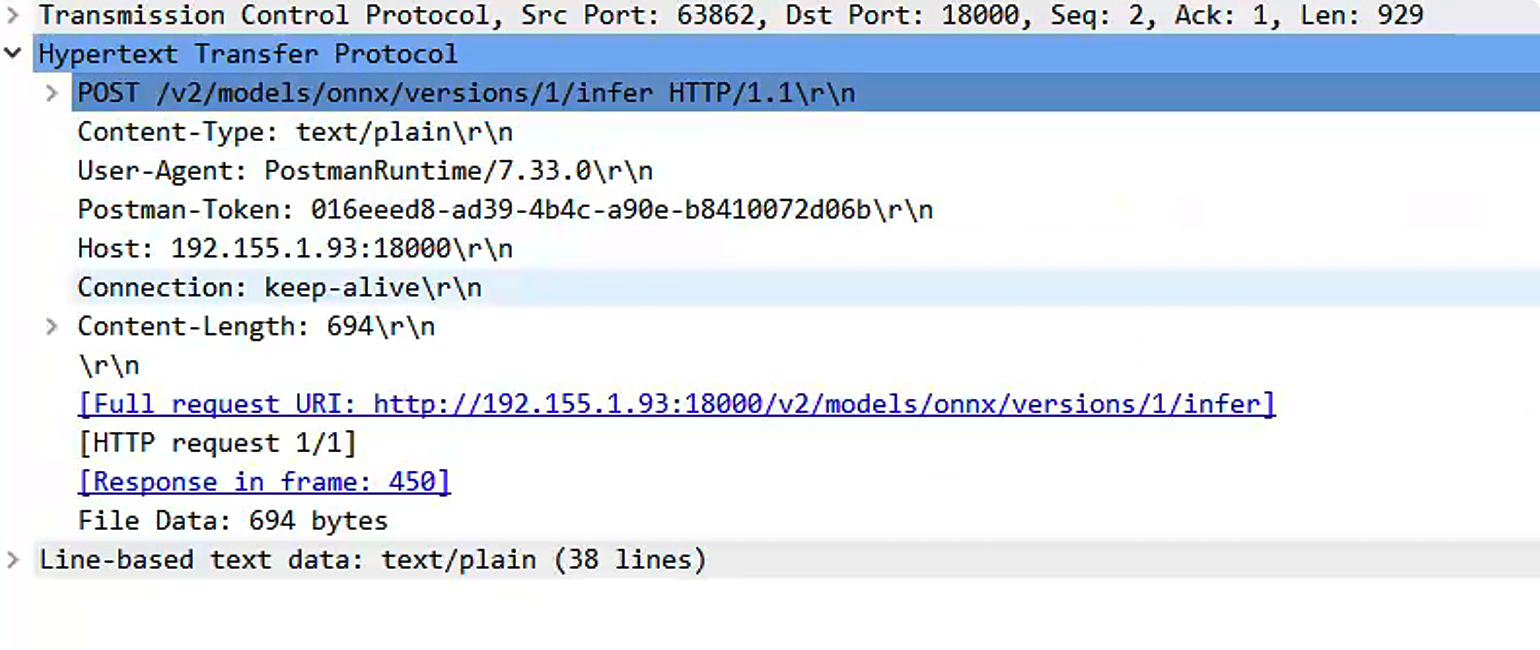 Transmission Control Protocol, Src Port: 63862, Dst Port: 18000, Seq: 2, Ack: 1, Len: 929
Hypertext Transfer Protocol
POST /v2/models/onnx/versions/1/infer HTTP/1.1\r\n
Content-Type: text/plain\r\n
User-Agent: PostmanRuntime/7.33.0\r\n
Postman-Token: 016eeed8-ad39-4b4c-a90e-b8410072d06b\r\n
Host: 192.155.1.93:18000\r\n
Connection: keep-alive\r\n
Content-Length: 694\r\n
\r\n
[Full request URI: http://192.155.1.93:18000/v2/models/onnx/versions/1/infer]
[HTTP request 1/1]
[Response in frame: 450]
File Data: 694 bytes
Line-based text data: text/plain (38 lines)